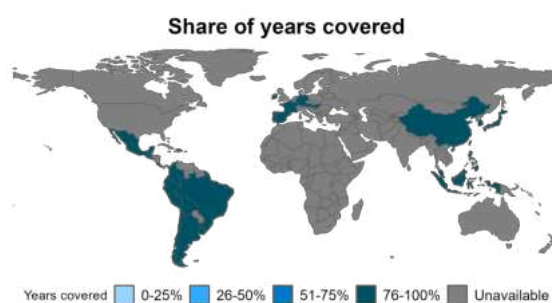 Share of years covered
Years covered 0-25% 26-50% 51-75% 76-100% Unavailable